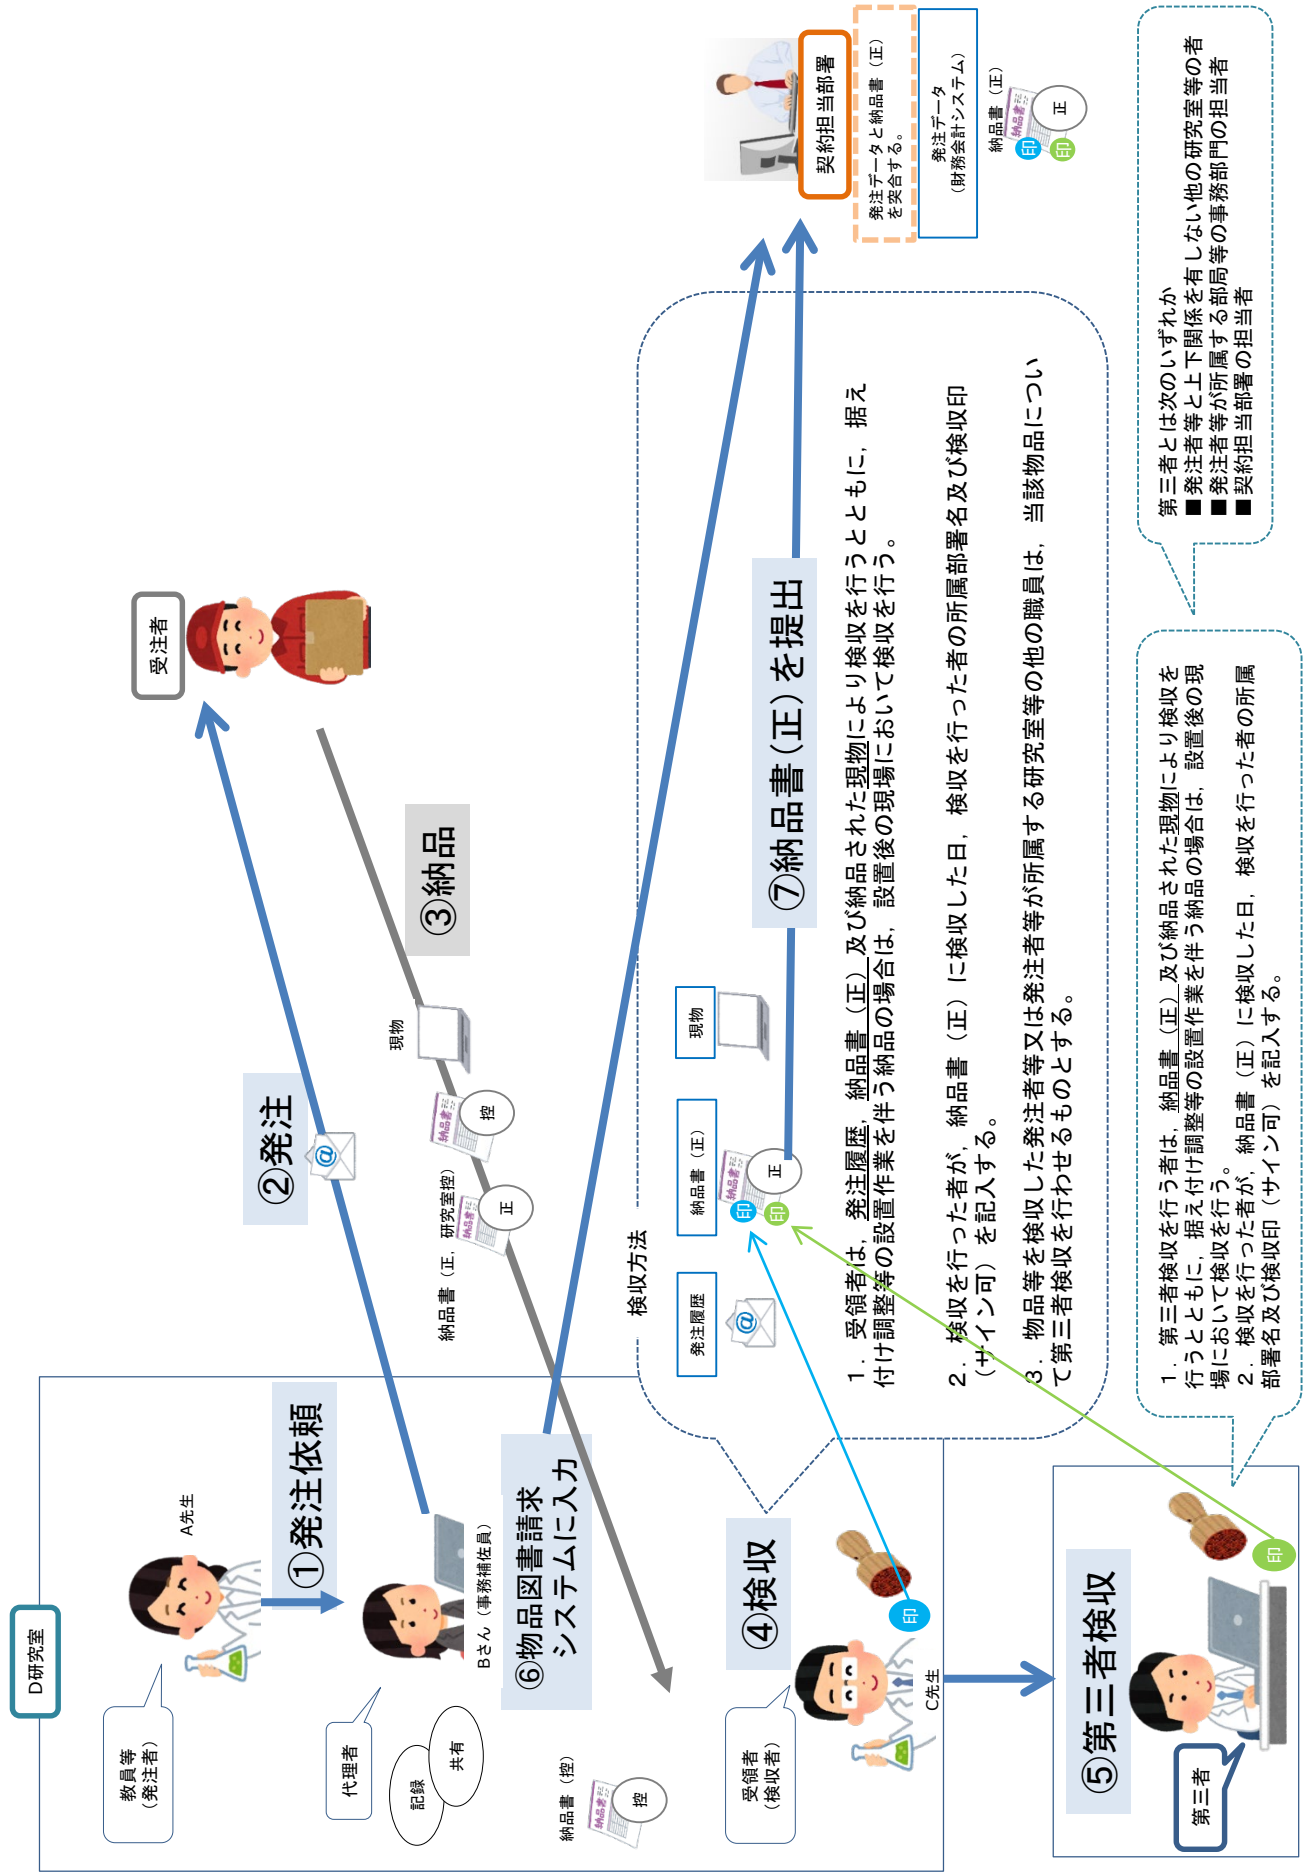 D研究室
教員等
（発注者）
A先生
①発注依頼
代理者
記録
共有
Bさん（事務補佐員）
②発注
受注者
③納品
現物
納品書（正，研究室控）
納品書
控
納品書
正
⑥物品図書請求
システムに入力
納品書（控）
納品書
控
受領者
（検収者）
④検収
C先生
印
検収方法
発注履歴
納品書（正）
現物
納品書
正
印
印
⑦納品書（正）を提出
１．受領者は，発注履歴，納品書（正）及び納品された現物により検収を行うとともに，据え
付け調整等の設置作業を伴う納品の場合は，設置後の現場において検収を行う。
２．検収を行った者が，納品書（正）に検収した日，検収を行った者の所属部署名及び検収印
（サイン可）を記入する。
３．物品等を検収した発注者等又は発注者等が所属する研究室等の他の職員は，当該物品につい
て第三者検収を行わせるものとする。
契約担当部署
発注データと納品書（正）
を突合する。
発注データ
（財務会計システム）
納品書（正）
納品書
正
印
印
⑤第三者検収
第三者
印
１．第三者検収を行う者は，納品書（正）及び納品された現物により検収を
行うとともに，据え付け調整等の設置作業を伴う納品の場合は，設置後の現
場において検収を行う。
２．検収を行った者が，納品書（正）に検収した日，検収を行った者の所属
部署名及び検収印（サイン可）を記入する。
第三者とは次のいずれか
■発注者等と上下関係を有しない他の研究室等の者
■発注者等が所属する部局等の事務部門の担当者
■契約担当部署の担当者